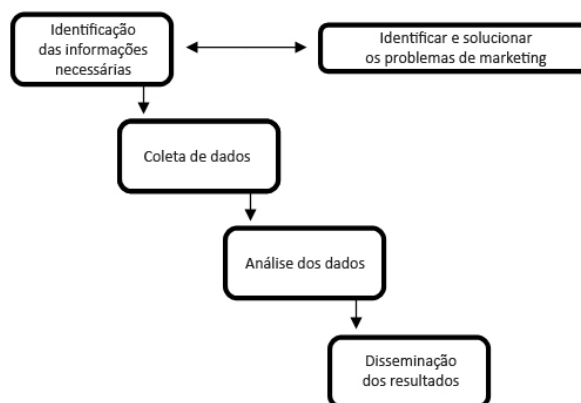 Identificação
das informações
necessárias
Identificar e solucionar
os problemas de marketing
Coleta de dados
Análise dos dados
Disseminação
dos resultados